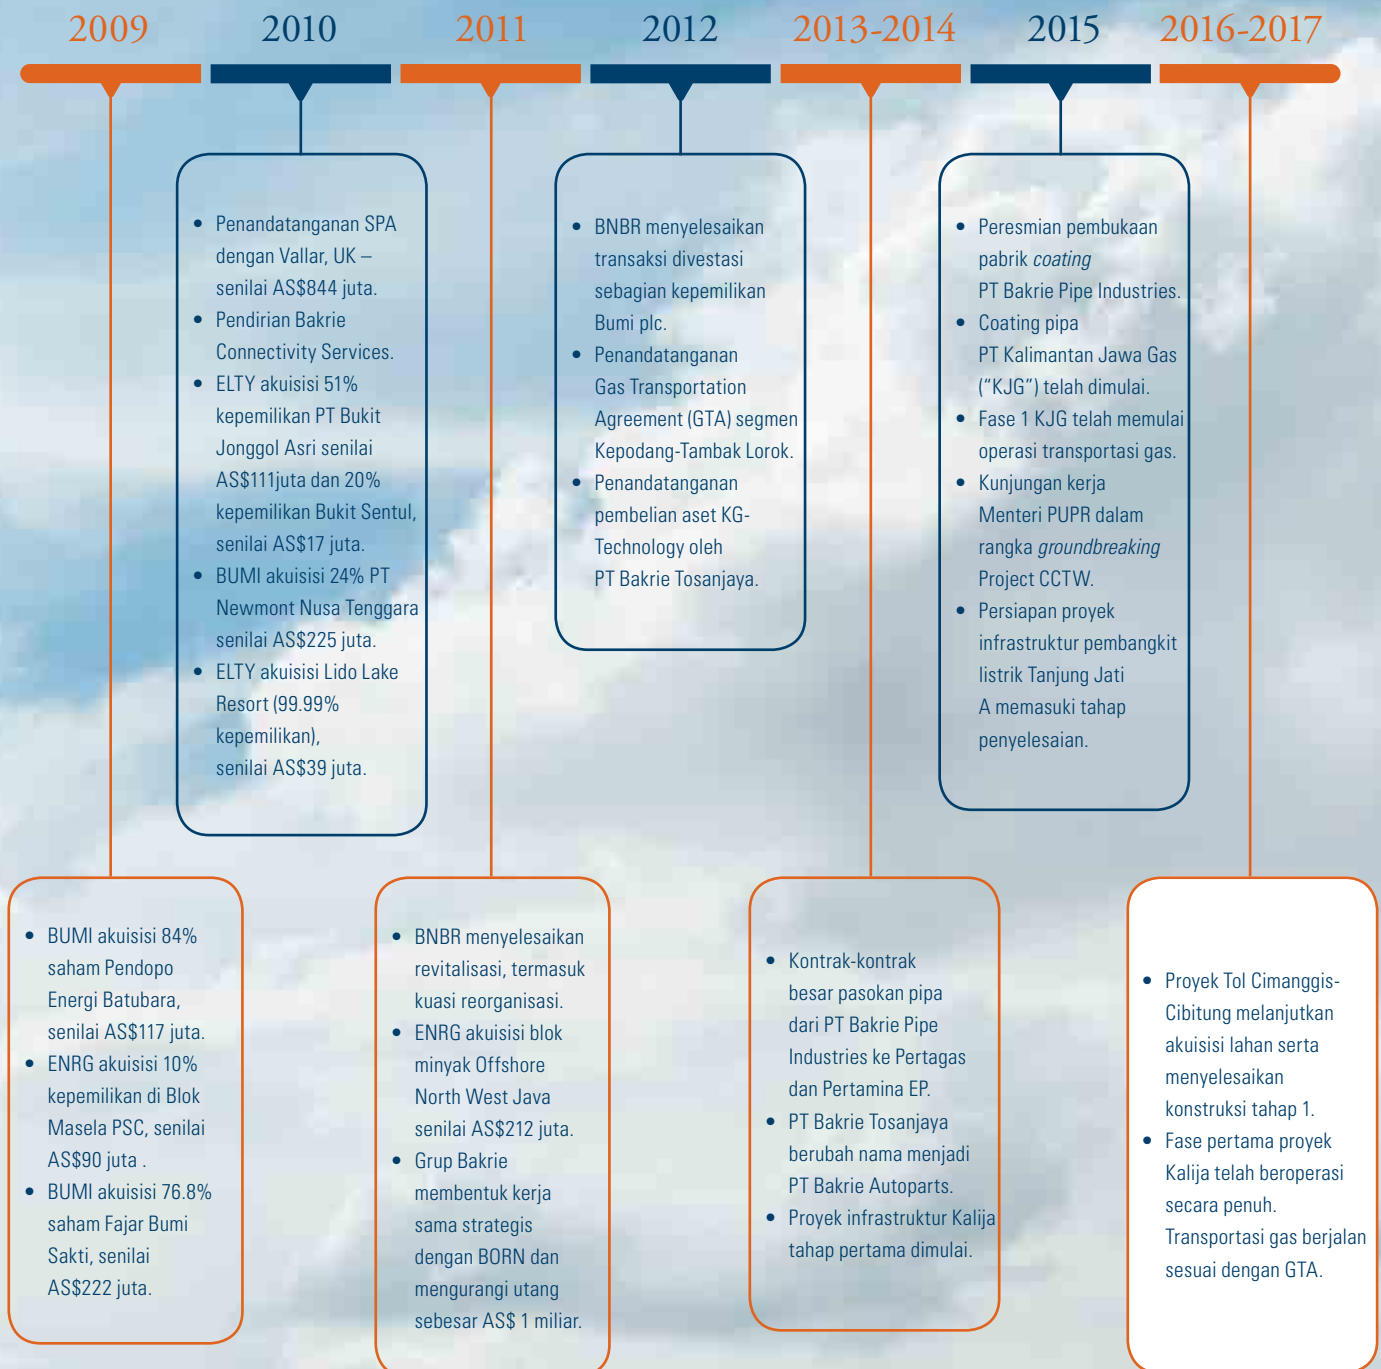 2009
2010
2011
2012
2013-2014
2015
2016-2017
• Penandatanganan SPA
dengan Vallar, UK –
senilai AS$844 juta.
• Pendirian Bakrie
Connectivity Services.
• ELTY akuisisi 51%
kepemilikan PT Bukit
Jonggol Asri senilai
AS$111juta dan 20%
kepemilikan Bukit Sentul,
senilai AS$17 juta.
• BUMI akuisisi 24% PT
Newmont Nusa Tenggara
senilai AS$225 juta.
• ELTY akuisisi Lido Lake
Resort (99.99%
kepemilikan),
senilai AS$39 juta.
• BNBR menyelesaikan
transaksi divestasi
sebagian kepemilikan
Bumi plc.
• Penandatanganan
Gas Transportation
Agreement (GTA) segmen
Kepodang-Tambak Lorok.
• Penandatanganan
pembelian aset KG-
Technology oleh
PT Bakrie Tosanjaya.
• Peresmian pembukaan
pabrik coating
PT Bakrie Pipe Industries.
• Coating pipa
PT Kalimantan Jawa Gas
(“KJG”) telah dimulai.
• Fase 1 KJG telah memulai
operasi transportasi gas.
• Kunjungan kerja
Menteri PUPR dalam
rangka groundbreaking
Project CCTW.
• Persiapan proyek
infrastruktur pembangkit
listrik Tanjung Jati
A memasuki tahap
penyelesaian.
• BUMI akuisisi 84%
saham Pendopo
Energi Batubara,
senilai AS$117 juta.
• ENRG akuisisi 10%
kepemilikan di Blok
Masela PSC, senilai
AS$90 juta .
• BUMI akuisisi 76.8%
saham Fajar Bumi
Sakti, senilai
AS$222 juta.
• BNBR menyelesaikan
revitalisasi, termasuk
kuasi reorganisasi.
• ENRG akuisisi blok
minyak Offshore
North West Java
senilai AS$212 juta.
• Grup Bakrie
membentuk kerja
sama strategis
dengan BORN dan
mengurangi utang
sebesar AS$ 1 miliar.
• Kontrak-kontrak
besar pasokan pipa
dari PT Bakrie Pipe
Industries ke Pertagas
dan Pertamina EP.
• PT Bakrie Tosanjaya
berubah nama menjadi
PT Bakrie Autoparts.
• Proyek infrastruktur Kalija
tahap pertama dimulai.
• Proyek Tol Cimanggis-
Cibitung melanjutkan
akuisisi lahan serta
menyelesaikan
konstruksi tahap 1.
• Fase pertama proyek
Kalija telah beroperasi
secara penuh.
Transportasi gas berjalan
sesuai dengan GTA.